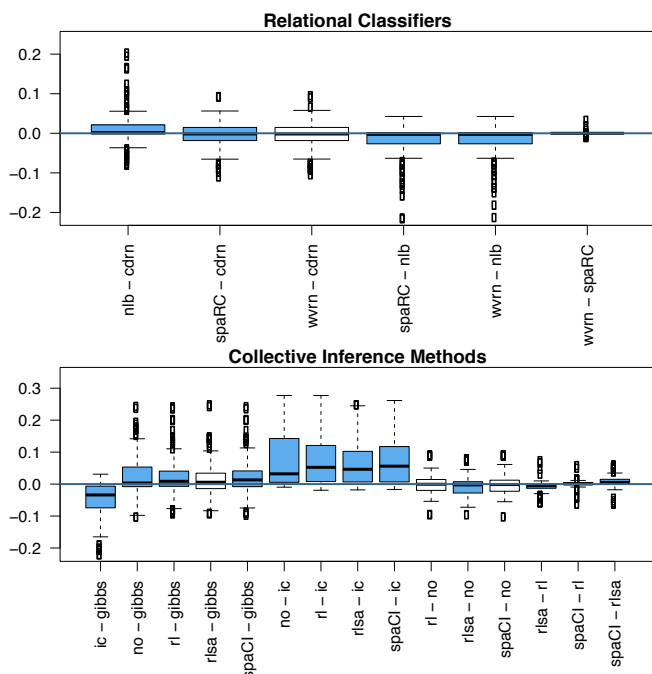 Relational Classifiers
0.2
0.1
0.0
−0.1
−0.2
nlb − cdrn
spaRC − cdrn
wvrn − cdrn
spaRC − nlb
wvrn − nlb
wvrn − spaRC
Collective Inference Methods
0.3
0.2
0.1
0.0
−0.1
−0.2
ic − gibbs
no − gibbs
rl − gibbs
rlsa − gibbs
spaCI − gibbs
no − ic
rl − ic
rlsa − ic
spaCI − ic
rl − no
rlsa − no
spaCI − no
rlsa − rl
spaCI − rl
spaCI − rlsa